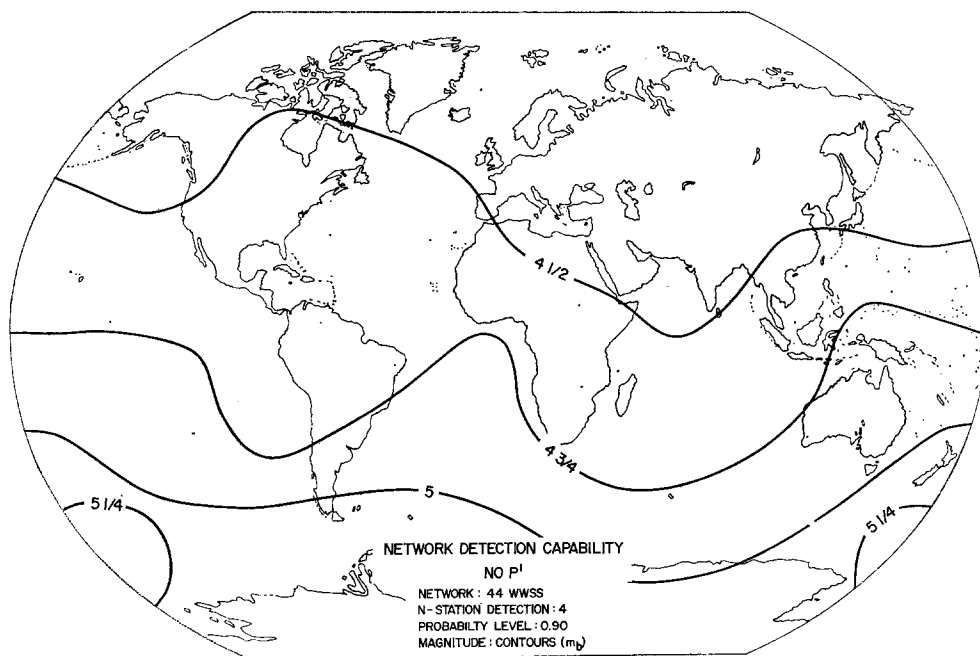 4 1/2
4 3/4
5
5 1/4
5 1/4
NETWORK DETECTION CAPABILITY
NO P'
NETWORK : 44 WWSS
N-STATION DETECTION : 4
PROBABILTY LEVEL : 0.90
MAGNITUDE : CONTOURS (mb)